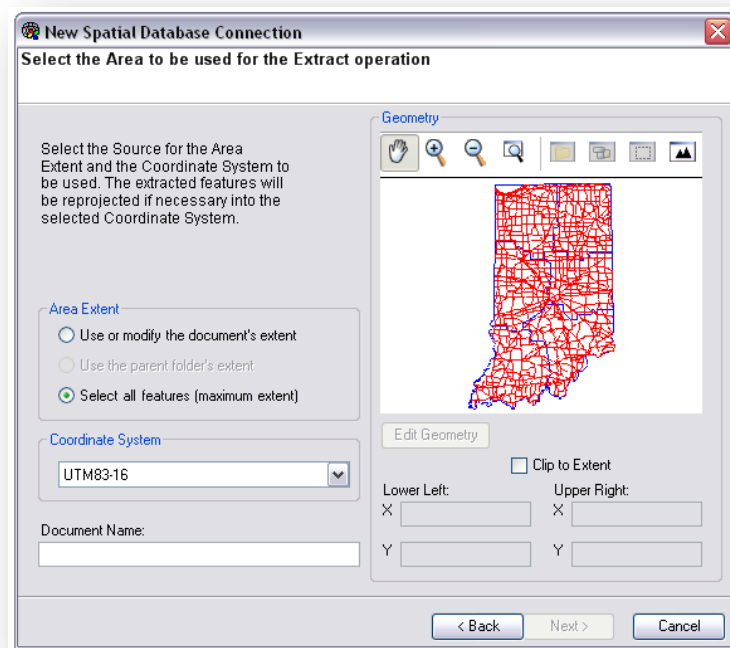 New Spatial Database Connection
Select the Area to be used for the Extract operation
Select the Source for the Area
Extent and the Coordinate System to
be used. The extracted features will
be reprojected if necessary into the
selected Coordinate System.
Area Extent
Use or modify the document's extent
Use the parent folder's extent
Select all features (maximum extent)
Coordinate System
UTM83-16
Document Name:
Geometry
Edit Geometry
Clip to Extent
Lower Left:
Upper Right:
X
X
Y
Y
< Back
Next >
Cancel